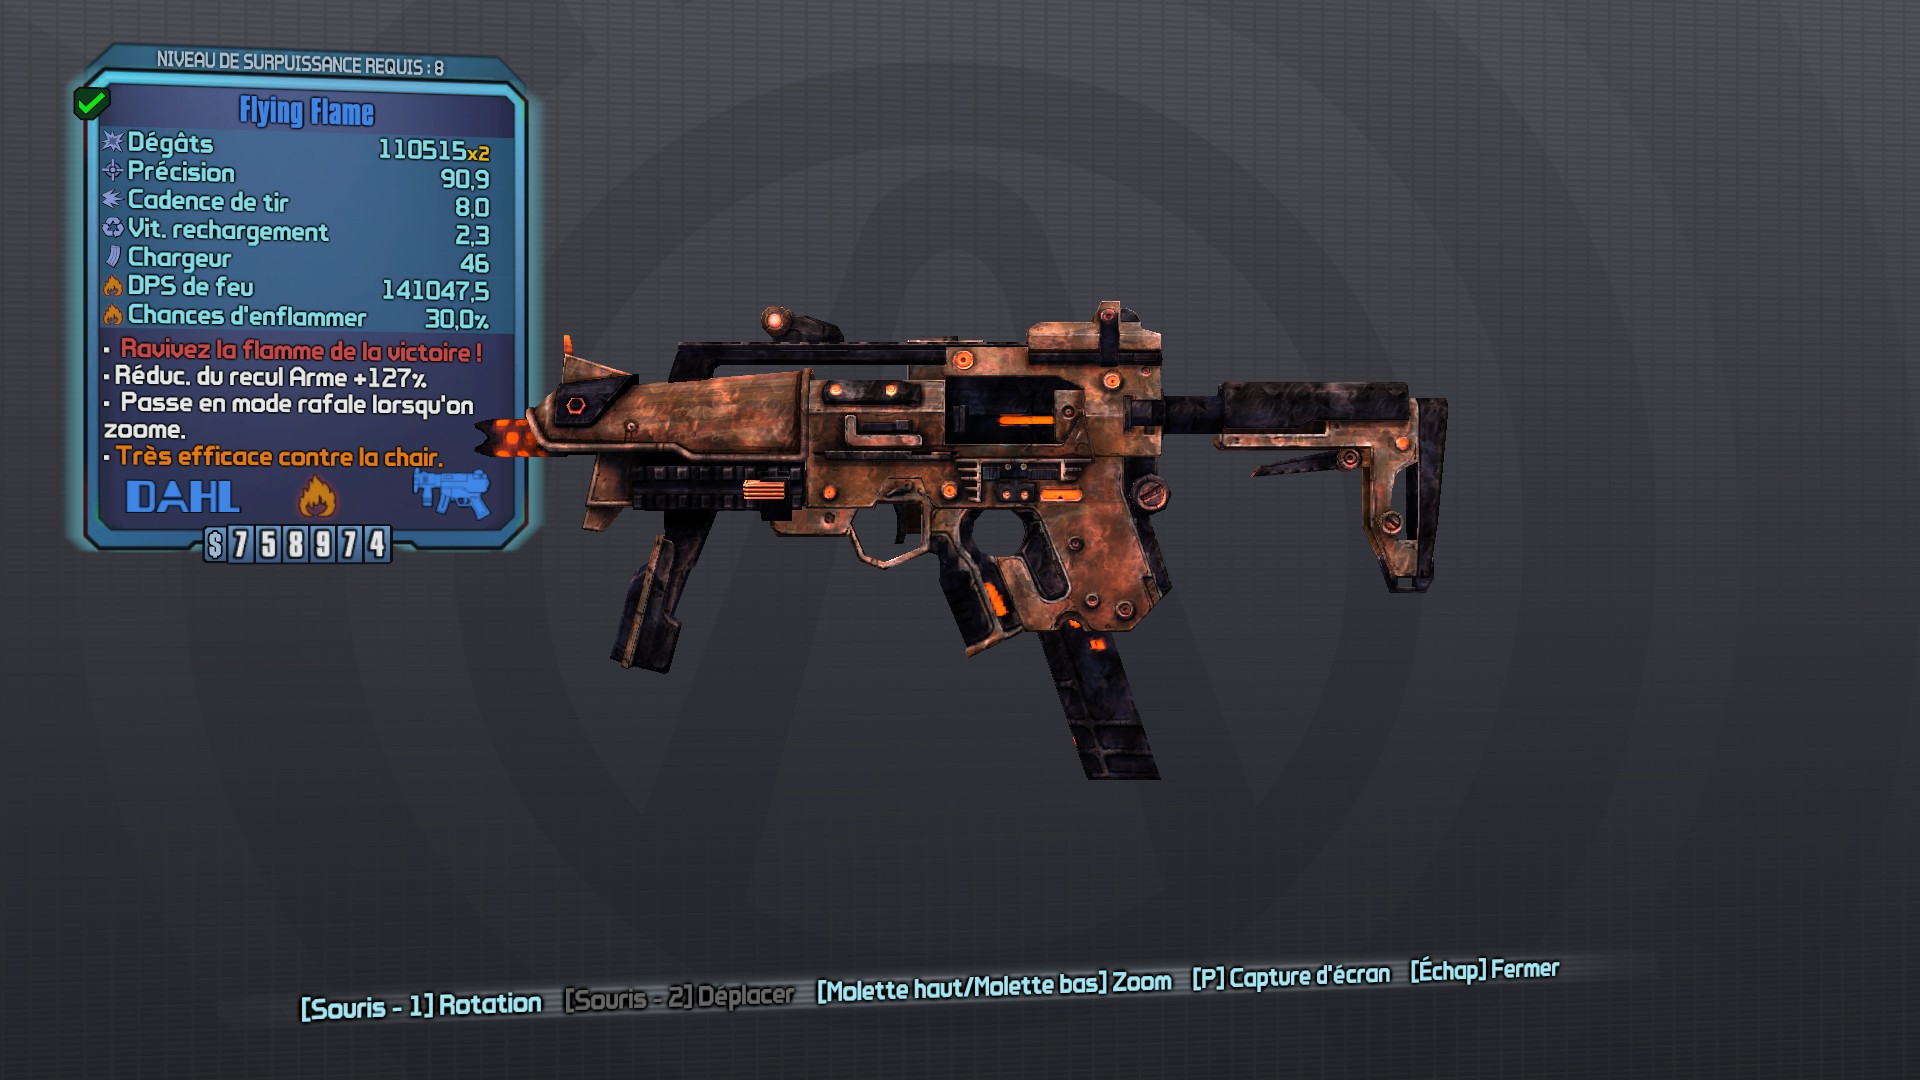 NIVEAU DE SURPUISSANCE REQUIS : 8
Flying Flame
Dégâts 110515x2
Précision 90,9
Cadence de tir 8,0
Vit. rechargement 2,3
Chargeur 46
DPS de feu 141047,5
Chances d'enflammer 30,0%
• Ravivez la flamme de la victoire !
• Réduc. du recul Arme +127%
• Passe en mode rafale lorsqu'on
zoome.
• Très efficace contre la chair.
DAHL
$758974
[Souris - 1] Rotation [Souris - 2] Déplacer [Molette haut/Molette bas] Zoom [P] Capture d'écran [Échap] Fermer